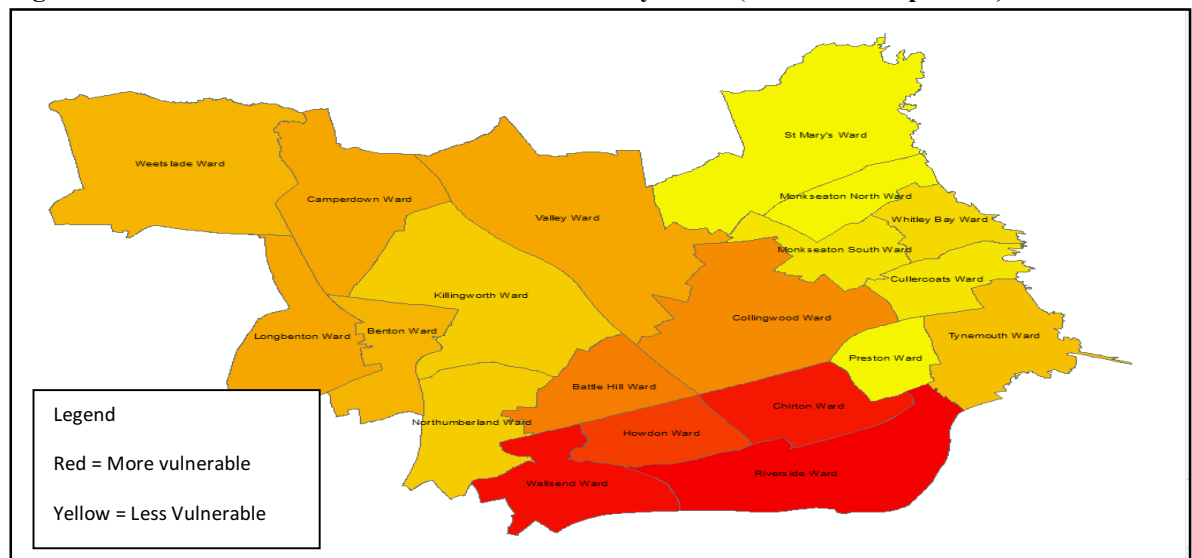 St Mary's Ward
Weetslade Ward
Monkseaton North Ward
Camperdown Ward
Valley Ward
Whitley Bay Ward
Monkseaton South Ward
Cullercoats Ward
Killingworth Ward
Collingwood Ward
Benton Ward
Longbenton Ward
Tynemouth Ward
Preston Ward
Battle Hill Ward
Chirton Ward
Northumberland Ward
Howdon Ward
Riverside Ward
Wallsend Ward
Legend
Red = More vulnerable
Yellow = Less Vulnerable